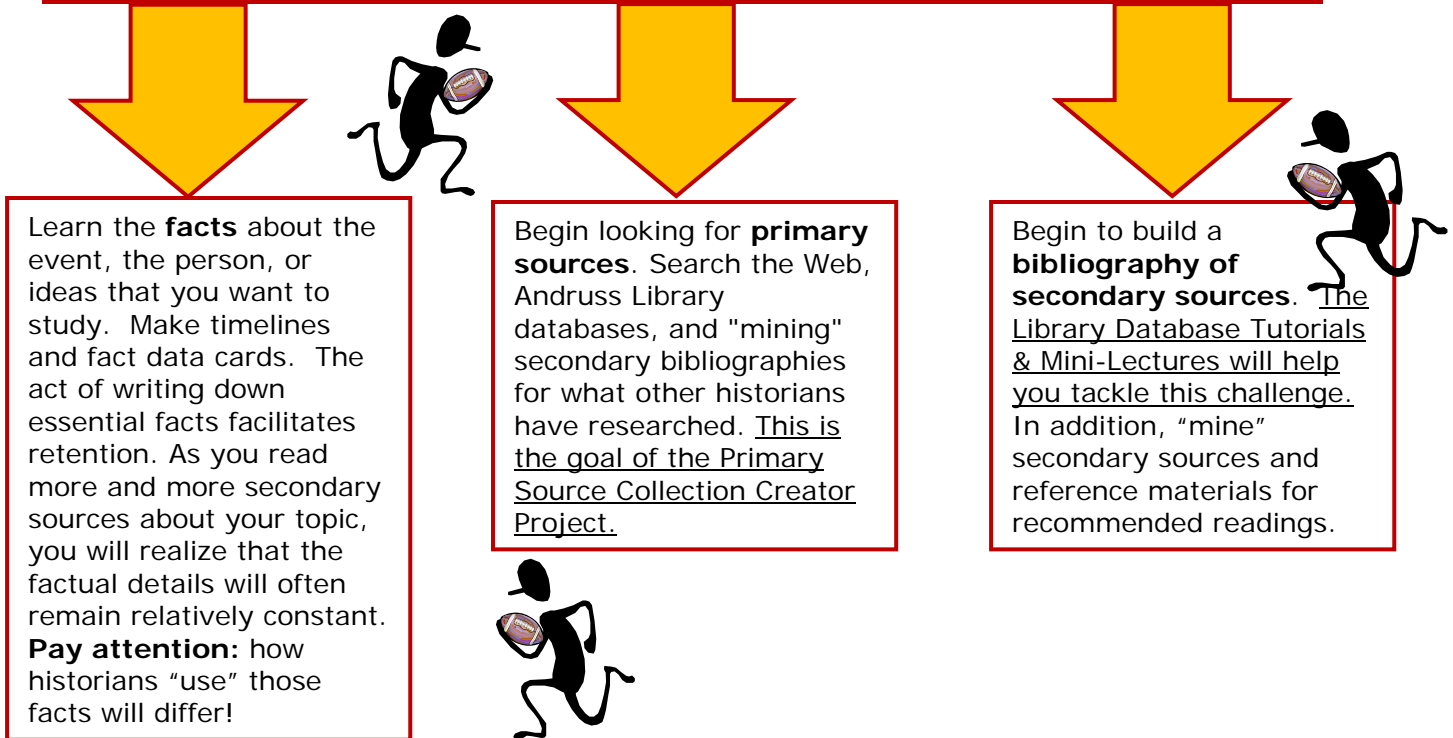 Learn the facts about the
event, the person, or
ideas that you want to
study. Make timelines
and fact data cards. The
act of writing down
essential facts facilitates
retention. As you read
more and more secondary
sources about your topic,
you will realize that the
factual details will often
remain relatively constant.
Pay attention: how
historians “use” those
facts will differ!
Begin looking for primary
sources. Search the Web,
Andruss Library
databases, and "mining"
secondary bibliographies
for what other historians
have researched. This is
the goal of the Primary
Source Collection Creator
Project.
Begin to build a
bibliography of
secondary sources. The
Library Database Tutorials
& Mini-Lectures will help
you tackle this challenge.
In addition, “mine”
secondary sources and
reference materials for
recommended readings.